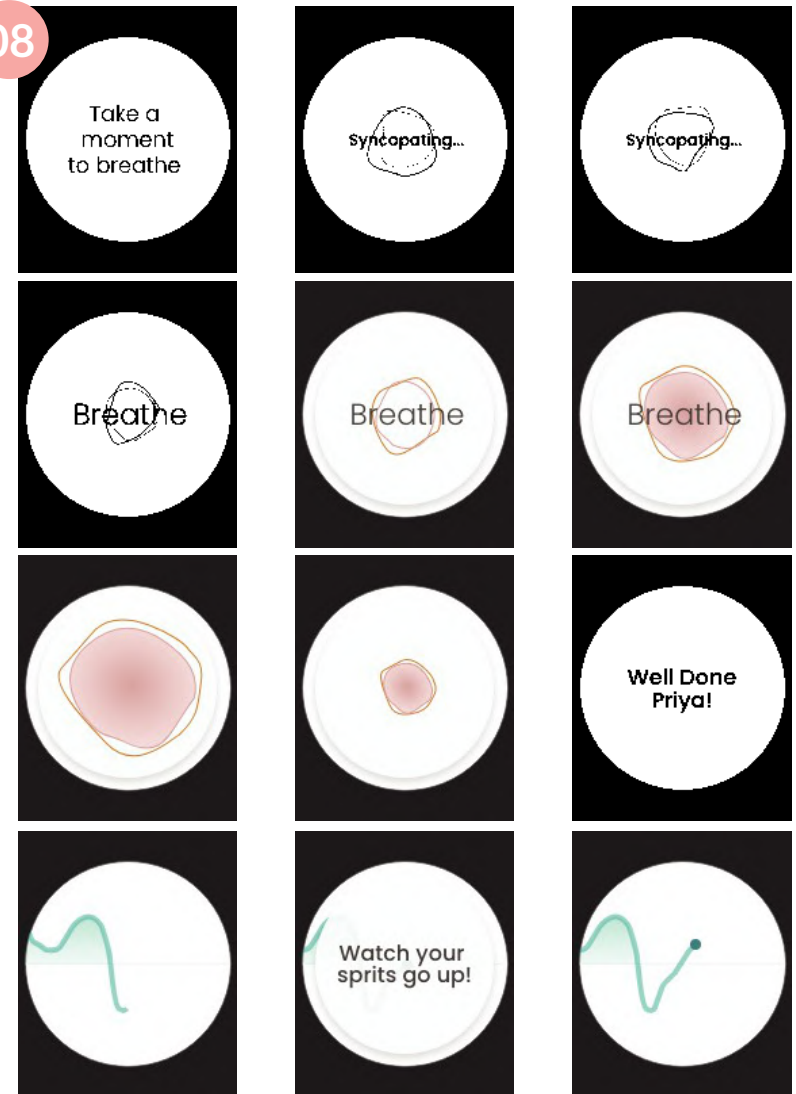 08
Take a
moment
to breathe
Syncopating...
Syncopating...
Breathe
Breathe
Breathe
Well Done
Priya!
Watch your
sprits go up!